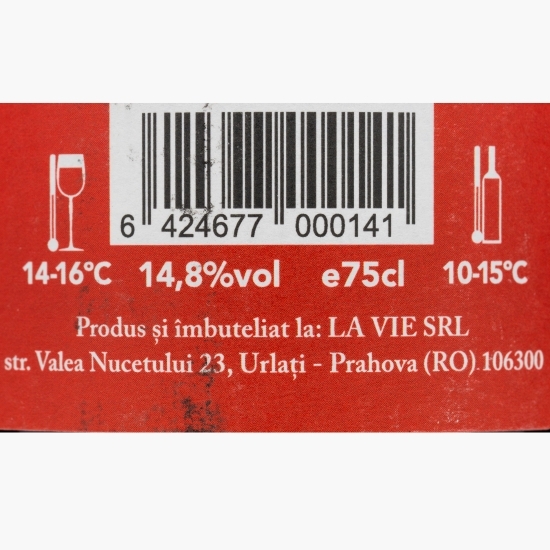 6 424677 000141
14-16°C 14,8%vol e75cl 10-15°C
Produs și îmbuteliat la: LA VIE SRL
str. Valea Nucetului 23, Urlați - Prahova (RO) 106300